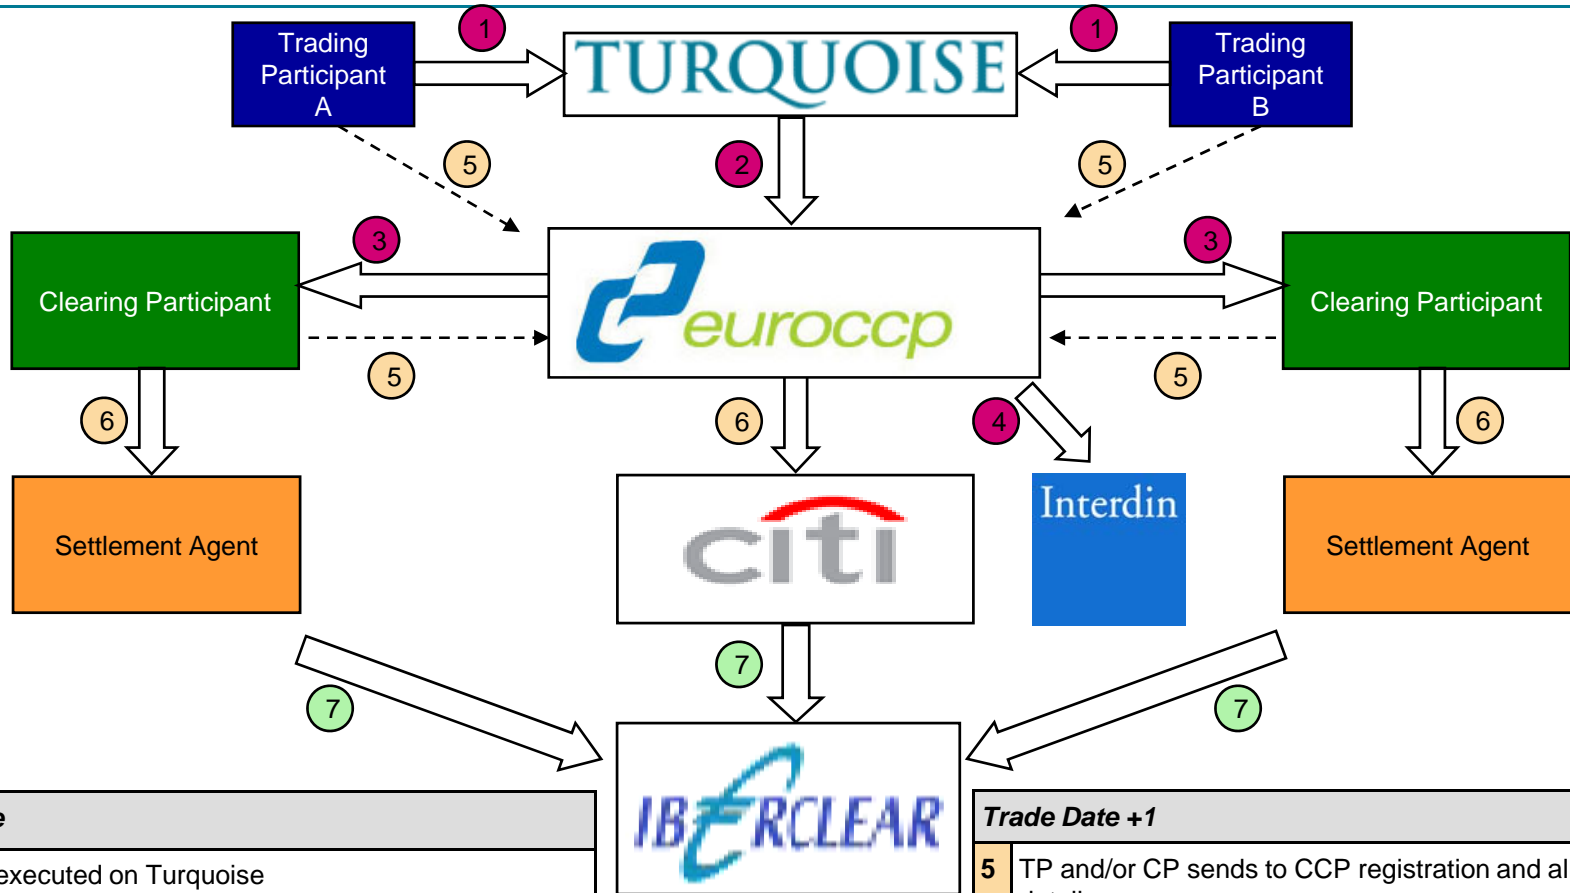 1
1
Trading
Participant
A
TURQUOISE
Trading
Participant
B
5
2
5
3
3
Clearing Participant
euroccp
Clearing Participant
5
5
6
6
4
6
Settlement Agent
citi
Interdin
Settlement Agent
7
7
7
IBERCLEAR
e
executed on Turquoise
Trade Date +1
5 TP and/or CP sends to CCP registration and al